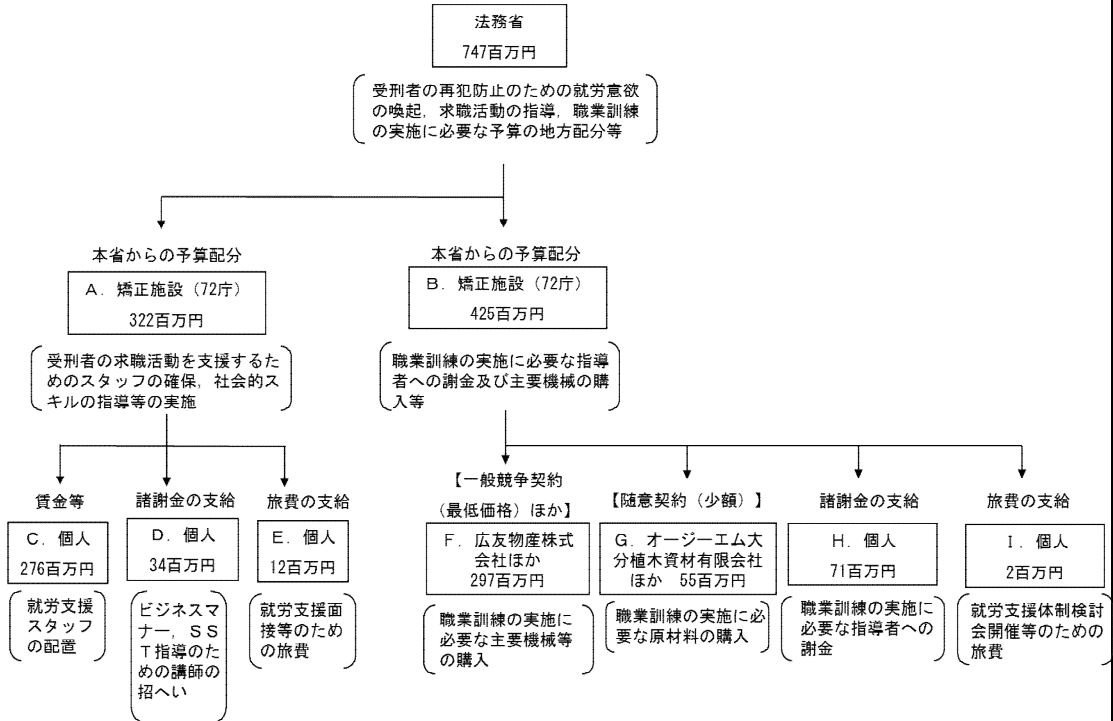 法務省
747百万円
受刑者の再犯防止のための就労意欲
の喚起，求職活動の指導，職業訓練
の実施に必要な予算の地方配分等
本省からの予算配分
A．矯正施設（72庁）
322百万円
受刑者の求職活動を支援するた
めのスタッフの確保，社会的ス
キルの指導等の実施
本省からの予算配分
B．矯正施設（72庁）
425百万円
職業訓練の実施に必要な指導
者への謝金及び主要機械の購
入等
賃金等
C．個人
276百万円
就労支援
スタッフ
の配置
諸謝金の支給
D．個人
34百万円
ビジネスマ
ナー，ＳＳ
Ｔ指導のた
めの講師の
招へい
旅費の支給
E．個人
12百万円
就労支援面
接等のため
の旅費
【一般競争契約
（最低価格）ほか】
F．広友物産株式
会社ほか
297百万円
職業訓練の実施に
必要な主要機械等
の購入
【随意契約（少額）】
G．オージーエム大
分植木資材有限会社
ほか　55百万円
職業訓練の実施に必
要な原材料の購入
諸謝金の支給
H．個人
71百万円
職業訓練の実施に
必要な指導者への
謝金
旅費の支給
I．個人
2百万円
就労支援体制検討
会開催等のための
旅費